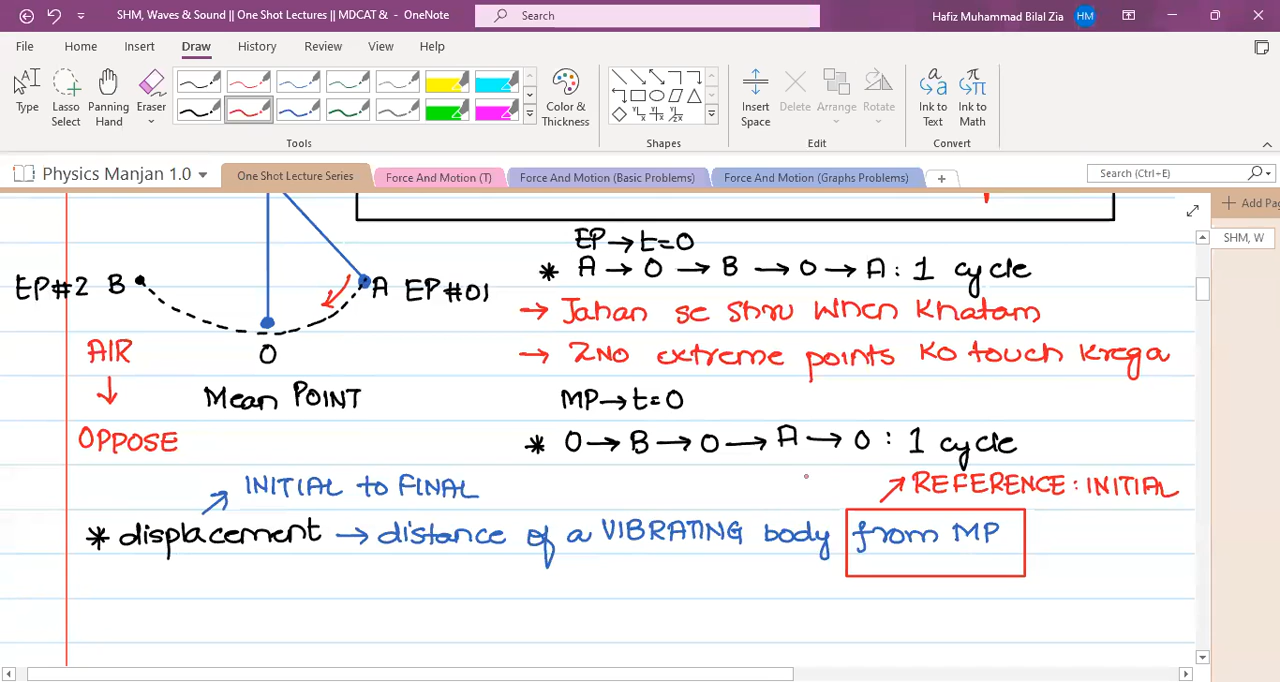 SHM, Waves & Sound || One Shot Lectures || MDCAT & - OneNote
Search
Hafiz Muhammad Bilal Zia HM
File Home Insert Draw History Review View Help
Type
Lasso Select
Panning Hand
Eraser
Color & Thickness
Insert Space
Delete
Arrange
Rotate
Ink to Text
Ink to Math
Tools Shapes Edit Convert
Physics Manjan 1.0
One Shot Lecture Series
Force And Motion (T)
Force And Motion (Basic Problems)
Force And Motion (Graphs Problems)
+
Search (Ctrl+E)
+ Add Pag
SHM, W
EP → t=0
* A → O → B → O → A : 1 cycle
EP#2 B
A EP#01
→ Jahan se shru When Khatam
AIR
↓
OPPOSE
O
Mean POINT
→ 2No extreme points Ko touch Krega
MP → t=0
* O → B → O → A → O : 1 cycle
INITIAL to FINAL
REFERENCE : INITIAL
* displacement → distance of a VIBRATING body from MP